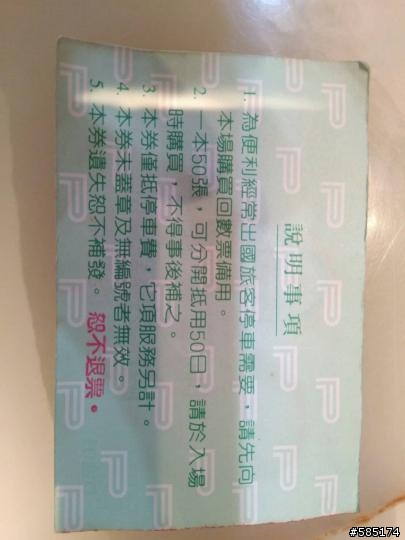 說明事項
1. 為便利經常出國旅客停車需要，請先向
本場購買回數票備用。
2. 一本50張，可分開抵用50日，請於入場
時購買，不得事後補之。
3. 本券僅抵停車費，它項服務另計。
4. 本券未蓋章及無編號者無效。
5. 本券遺失恕不補發。恕不退票。
#585174